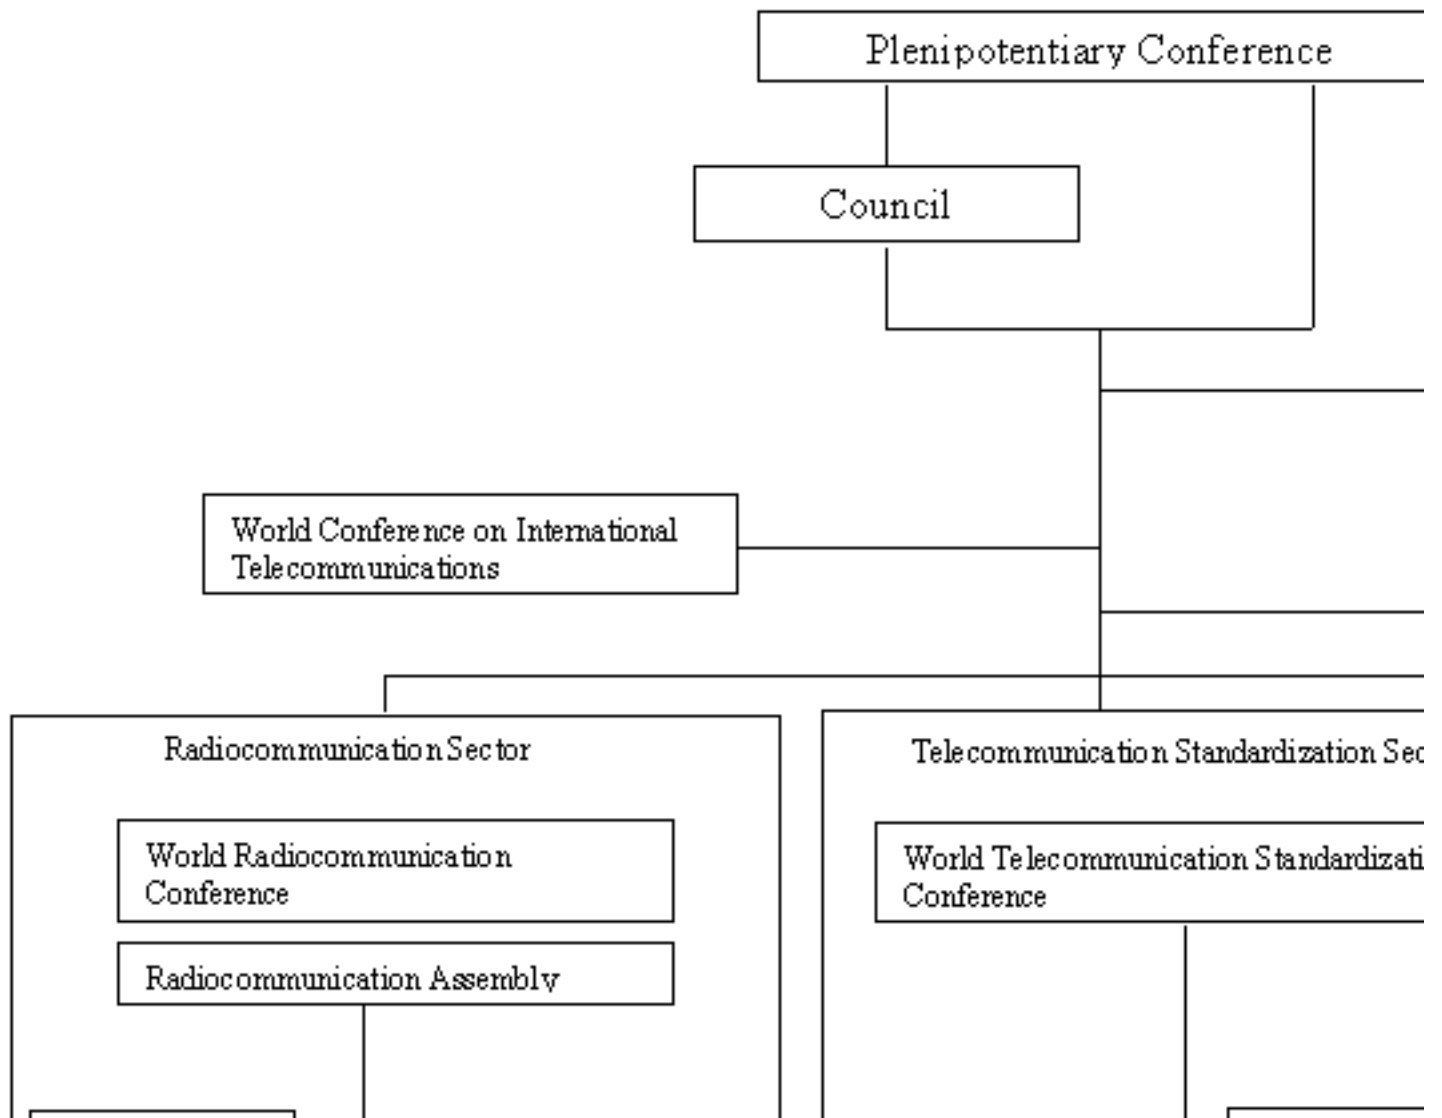 Plenipotentiary Conference
Council
World Conference on International
Telecommunications
Radiocommunication Sector
World Radiocommunication
Conference
Radiocommunication Assembly
Telecommunication Standardization
World Telecommunication
Conference